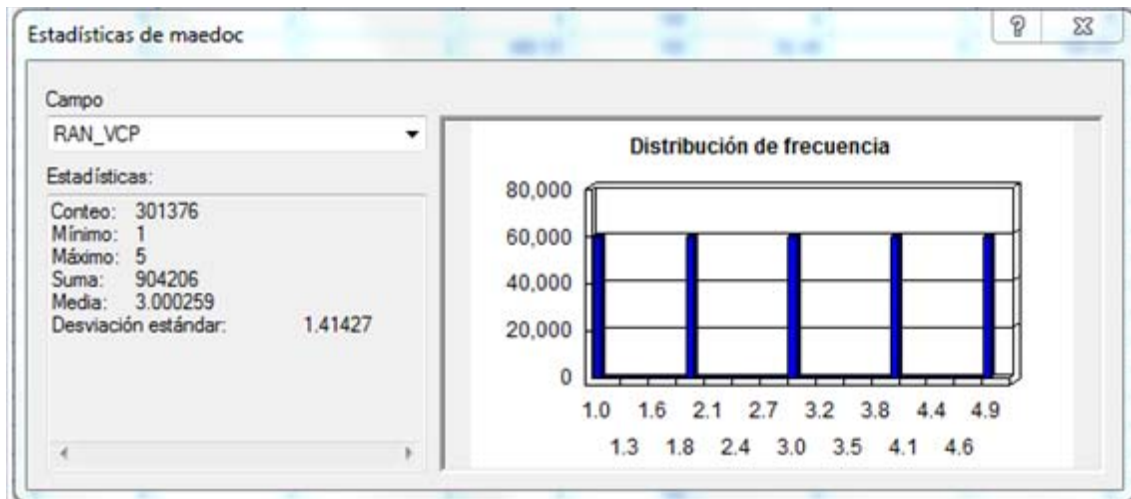 Estadísticas de maedoc
Campo
RAN_VCP
Estadísticas:
Conteo: 301376
Mínimo: 1
Máximo: 5
Suma: 904206
Media: 3.000259
Desviación estándar: 1.41427
Distribución de frecuencia
80,000
60,000
40,000
20,000
0
1.0 1.6 2.1 2.7 3.2 3.8 4.4 4.9
1.3 1.8 2.4 3.0 3.5 4.1 4.6